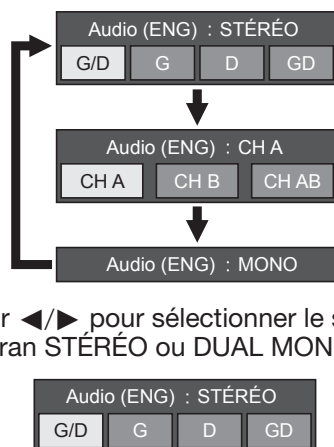 Audio (ENG) : STÉRÉO
G/D G D GD
Audio (ENG) : CH A
CH A CH B CH AB
Audio (ENG) : MONO
r ◀/▶ pour sélectionner le s
ran STÉRÉO ou DUAL MON
Audio (ENG) : STÉRÉO
G/D G D GD